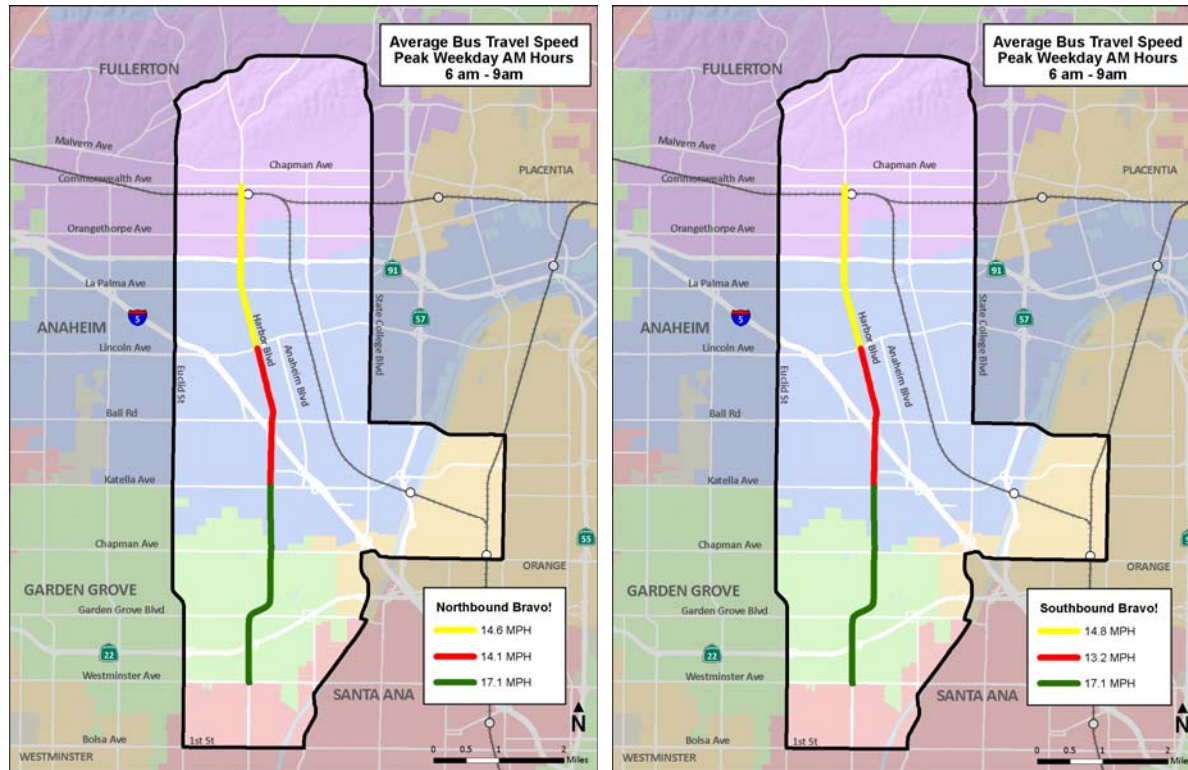 Average Bus Travel Speed
Peak Weekday AM Hours
6 am - 9am
FULLERTON
Malvern Ave
Chapman Ave
Commonwealth Ave
PLACENTIA
Orangethorpe Ave
91
La Palma Ave
State College Blvd
57
ANAHEIM
5
Harbor Blvd
Anaheim Blvd
Lincoln Ave
Euclid St
Ball Rd
Katella Ave
Chapman Ave
55
ORANGE
GARDEN GROVE
Garden Grove Blvd
Northbound Bravo!
14.6 MPH
14.1 MPH
17.1 MPH
22
Westminster Ave
SANTA ANA
N
Bolsa Ave
1st St
WESTMINSTER
0 0.5 1 2
Miles
Average Bus Travel Speed
Peak Weekday AM Hours
6 am - 9am
FULLERTON
Malvern Ave
Chapman Ave
Commonwealth Ave
PLACENTIA
Orangethorpe Ave
91
La Palma Ave
State College Blvd
57
ANAHEIM
5
Harbor Blvd
Anaheim Blvd
Lincoln Ave
Euclid St
Ball Rd
Katella Ave
Chapman Ave
ORANGE
GARDEN GROVE
Garden Grove Blvd
Southbound Bravo!
14.8 MPH
13.2 MPH
17.1 MPH
22
Westminster Ave
SANTA ANA
N
Bolsa Ave
1st St
WESTMINSTER
0 0.5 1 2
Miles